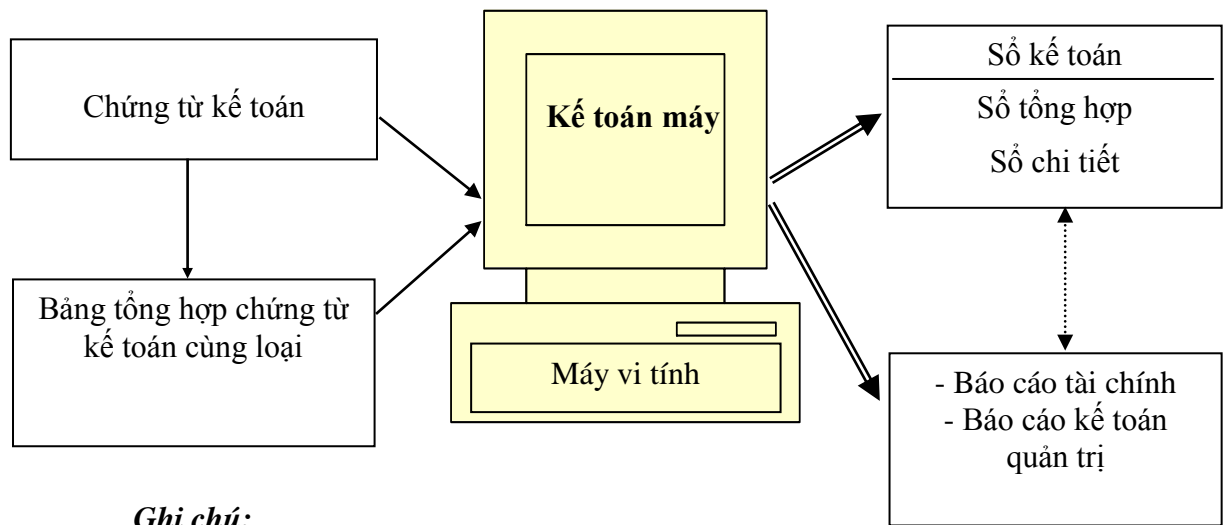 Chứng từ kế toán
Bảng tổng hợp chứng từ
kế toán cùng loại
Kế toán máy
Máy vi tính
Sổ kế toán
Sổ tổng hợp
Sổ chi tiết
- Báo cáo tài chính
- Báo cáo kế toán
quản trị
Ghi chú: